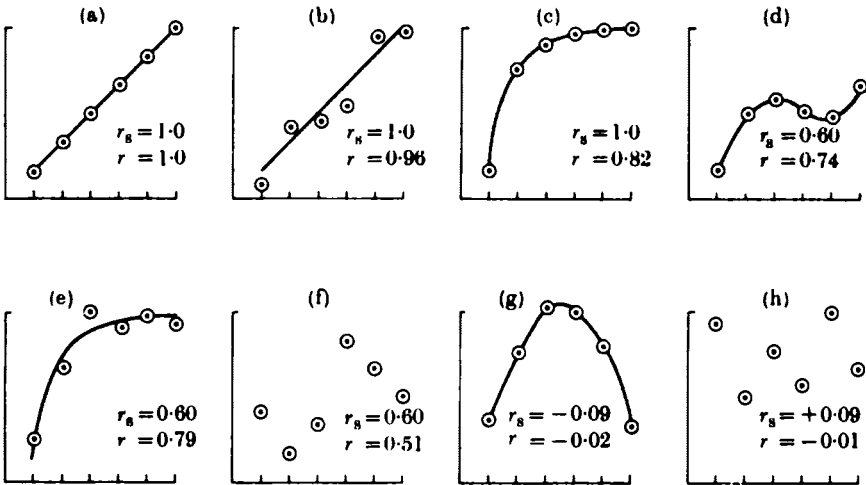 (a)
r_s = 1·0
r = 1·0
(b)
r_s = 1·0
r = 0·96
(c)
r_s = 1·0
r = 0·82
(d)
r_s = 0·60
r = 0·74
(e)
r_s = 0·60
r = 0·79
(f)
r_s = 0·60
r = 0·51
(g)
r_s = −0·09
r = −0·02
(h)
r_s = +0·09
r = −0·01